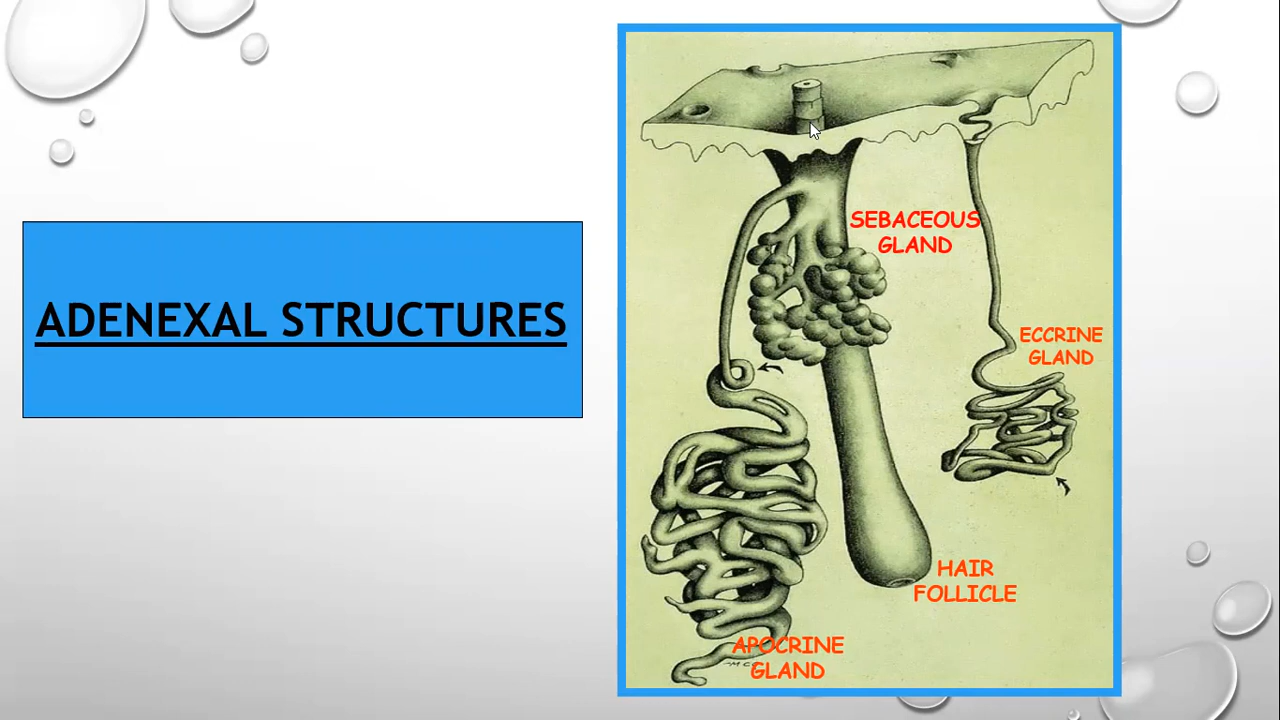 ADENEXAL STRUCTURES
SEBACEOUS
GLAND
ECCRINE
GLAND
HAIR
FOLLICLE
APOCRINE
GLAND